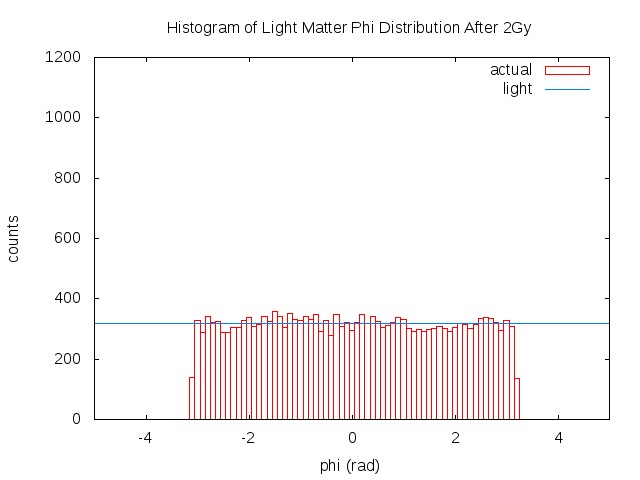 Histogram of Light Matter Phi Distribution After 2Gy
1200
1000
800
600
400
200
0
counts
actual
light
-4
-2
0
2
4
phi (rad)